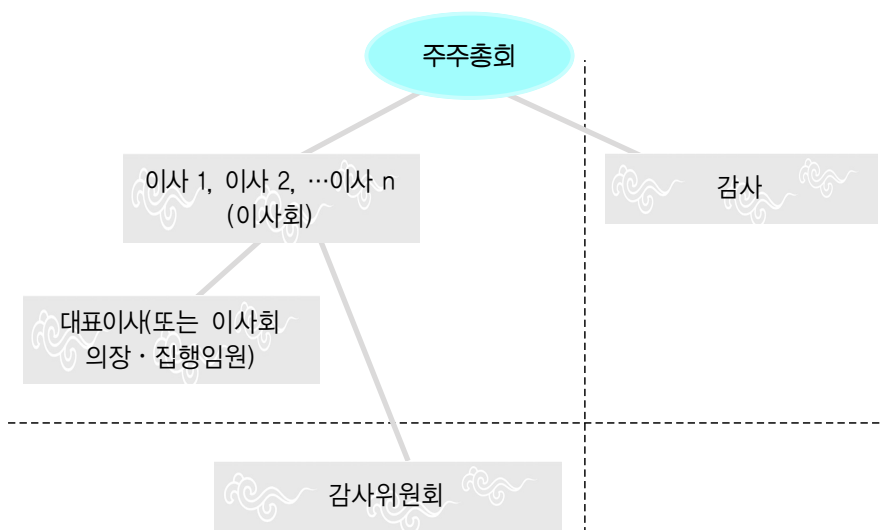 주주총회
이사 1, 이사 2, …이사 n
(이사회)
감사
대표이사(또는 이사회
의장·집행임원)
감사위원회